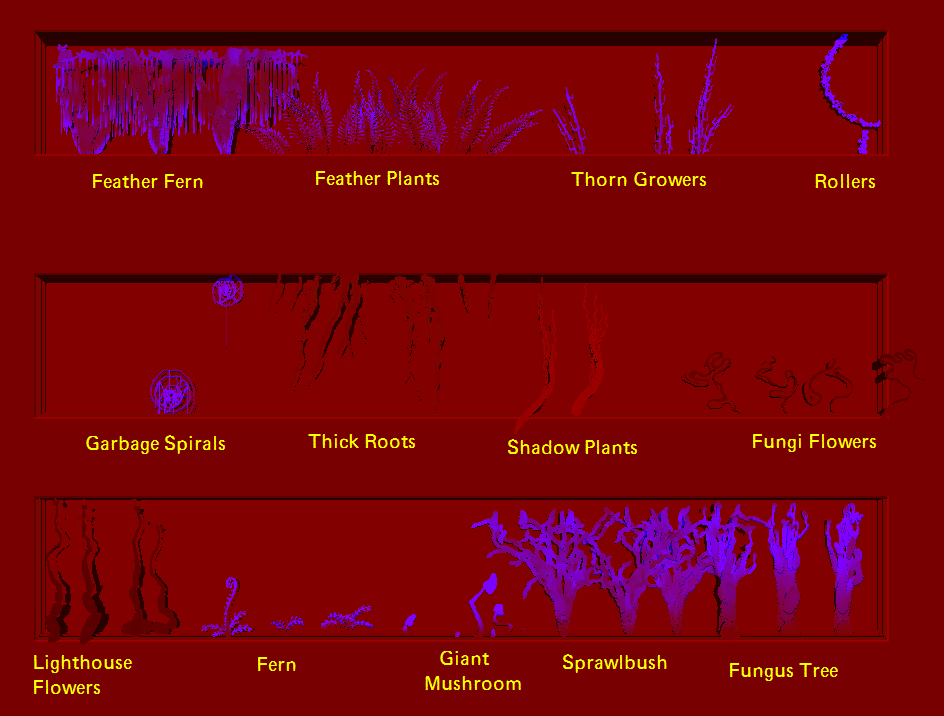 Feather Fern
Feather Plants
Thorn Growers
Rollers
Garbage Spirals
Thick Roots
Shadow Plants
Fungi Flowers
Lighthouse
Flowers
Fern
Giant
Mushroom
Sprawlbush
Fungus Tree